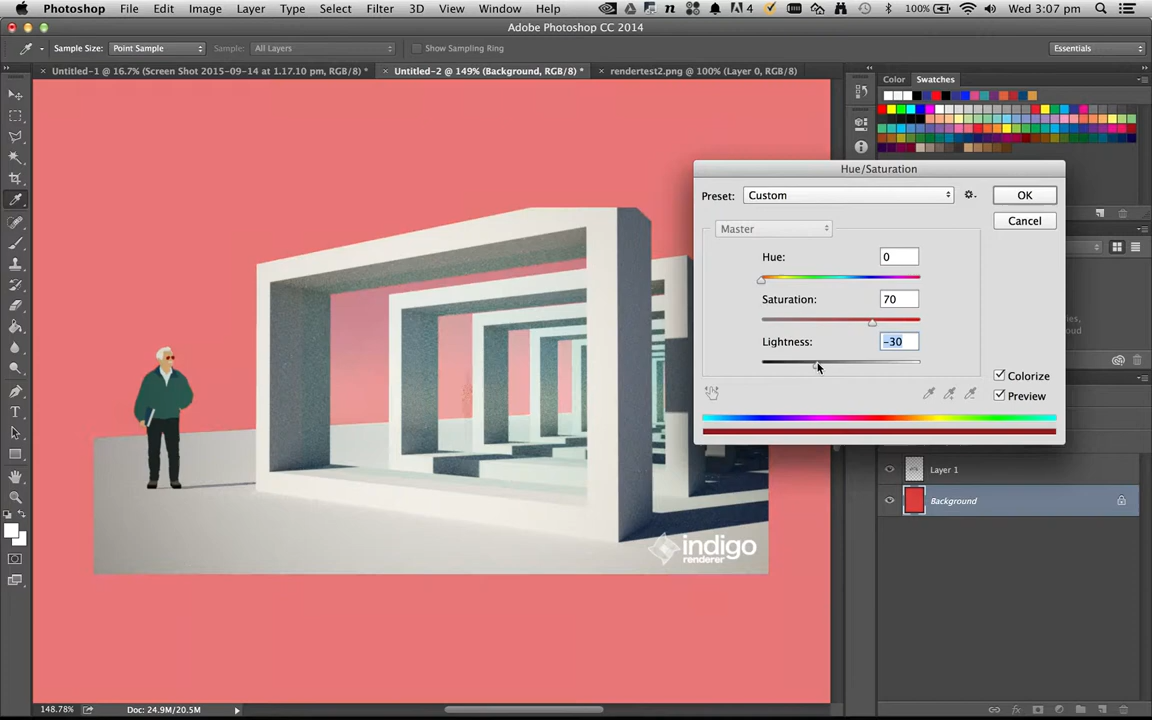 Photoshop File Edit Image Layer Type Select Filter 3D View Window Help 4 100% Wed 3:07 pm
Adobe Photoshop CC 2014
Sample Size: Point Sample Sample: All Layers Show Sampling Ring Essentials
Untitled-1 @ 16.7% (Screen Shot 2015-09-14 at 1.17.10 pm, RGB/8) *
Untitled-2 @ 149% (Background, RGB/8) *
rendertest2.png @ 100% (Layer 0, RGB/8)
Color Swatches
Hue/Saturation
Preset: Custom OK
Cancel
Master
Hue: 0
Saturation: 70
Lightness: -30
Colorize
Preview
Layer 1
Background
indigo
renderer
148.78% Doc: 24.9M/20.5M